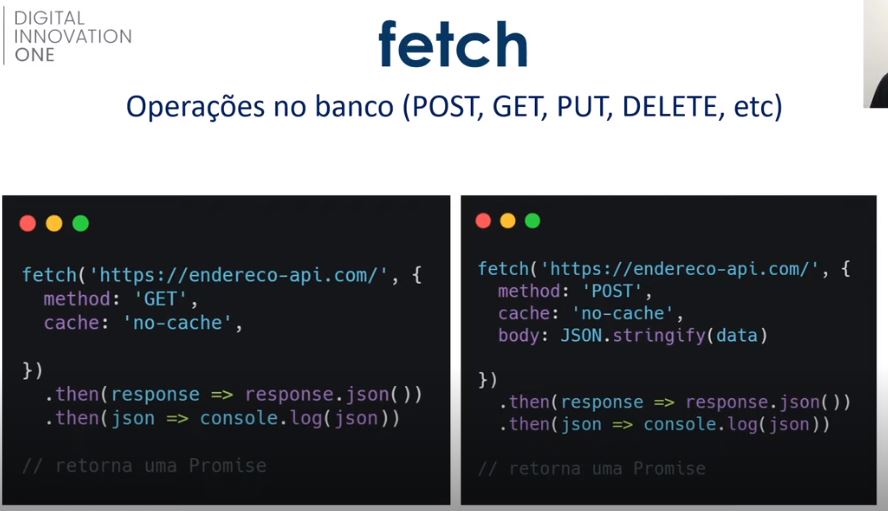 DIGITAL
INNOVATION
ONE
fetch
Operações no banco (POST, GET, PUT, DELETE, etc)
fetch('https://endereco-api.com/', {
  method: 'GET',
  cache: 'no-cache',
})
  .then(response => response.json())
  .then(json => console.log(json))
// retorna uma Promise
fetch('https://endereco-api.com/', {
  method: 'POST',
  cache: 'no-cache',
  body: JSON.stringify(data)
})
  .then(response => response.json())
  .then(json => console.log(json))
// retorna uma Promise